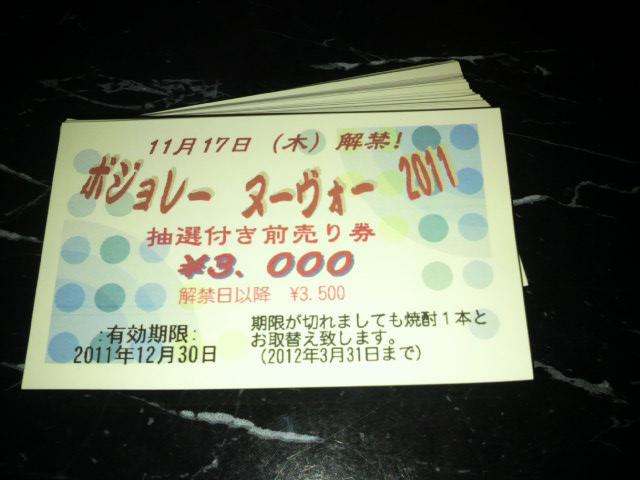 11月17日 (木) 解禁!
ボジョレー ヌーヴォー 2011
抽選付き前売り券
¥3.000
解禁日以降 ¥3.500
:有効期限:
2011年12月30日
期限が切れましても焼酎1本と
お取替え致します。
(2012年3月31日まで)